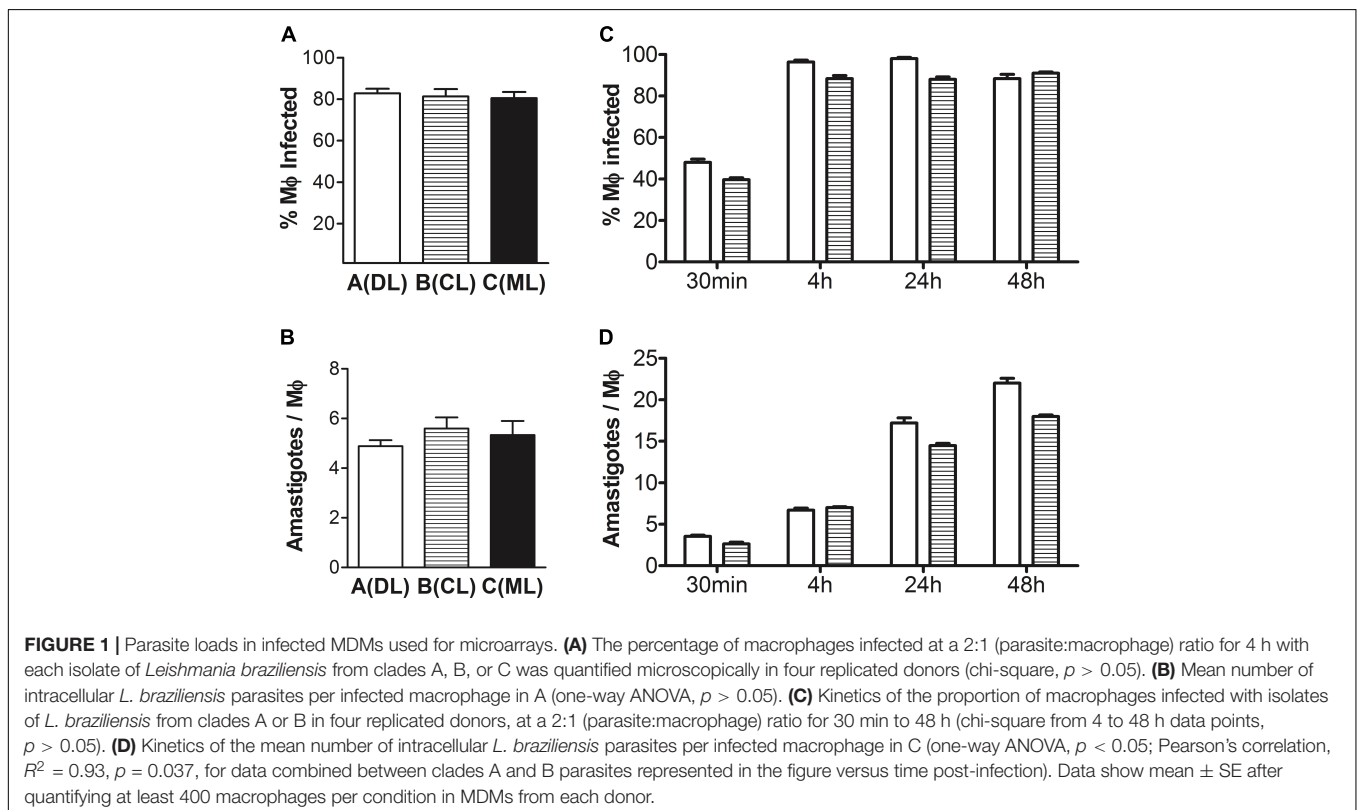 A
100
80
60
40
20
% Mϕ Infected
A(DL) B(CL) C(ML)
C
100
80
60
40
20
0
% Mϕ infected
30min 4h 24h 48h
B
8
6
4
2
0
Amastigotes / Mϕ
A(DL) B(CL) C(ML)
D
25
20
15
10
5
0
Amastigotes / Mϕ
30min 4h 24h 48h
FIGURE 1 | Parasite loads in infected MDMs used for microarrays. (A) The percentage of macrophages infected at a 2:1 (parasite:macrophage) ratio for 4 h with
each isolate of Leishmania braziliensis from clades A, B, or C was quantified microscopically in four replicated donors (chi-square, p > 0.05). (B) Mean number of
intracellular L. braziliensis parasites per infected macrophage in A (one-way ANOVA, p > 0.05). (C) Kinetics of the proportion of macrophages infected with isolates
of L. braziliensis from clades A or B in four replicated donors, at a 2:1 (parasite:macrophage) ratio for 30 min to 48 h (chi-square from 4 to 48 h data points,
p > 0.05). (D) Kinetics of the mean number of intracellular L. braziliensis parasites per infected macrophage in C (one-way ANOVA, p < 0.05; Pearson's correlation,
R² = 0.93, p = 0.037, for data combined between clades A and B parasites represented in the figure versus time post-infection). Data show mean ± SE after
quantifying at least 400 macrophages per condition in MDMs from each donor.